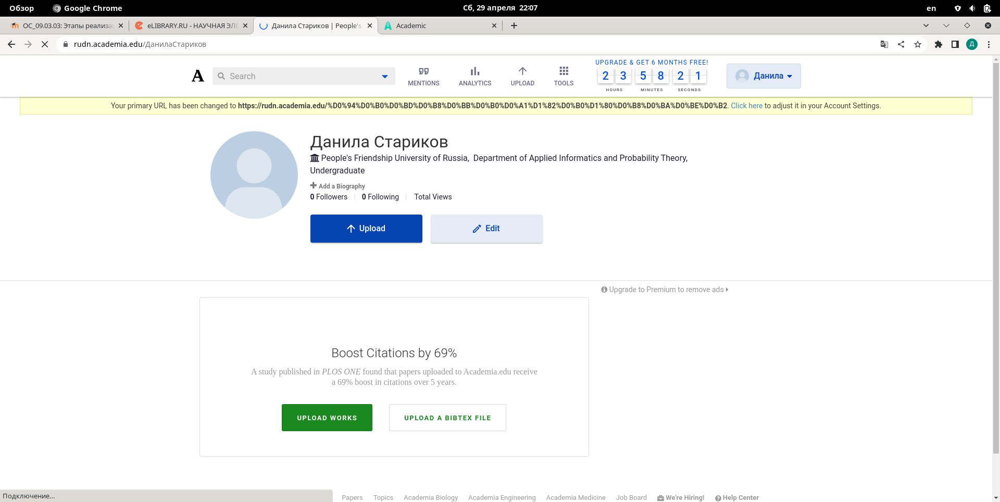 Обзор Google Chrome Сб, 29 апреля 22:07 en
ОС_09.03.03: Этапы реализа eLIBRARY.RU - НАУЧНАЯ ЭЛЕ Данила Стариков | People's Academic
rudn.academia.edu/ДанилаСтариков Д
UPGRADE & GET 6 MONTHS FREE!
A Search MENTIONS ANALYTICS UPLOAD TOOLS 2 3 5 8 2 1 Данила
HOURS MINUTES SECONDS
Your primary URL has been changed to https://rudn.academia.edu/%D0%94%D0%B0%D0%BD%D0%B8%D0%BB%D0%B0%D0%A1%D1%82%D0%B0%D1%80%D0%B8%D0%BA%D0%BE%D0%B2. Click here to adjust it in your Account Settings.
Данила Стариков
People's Friendship University of Russia, Department of Applied Informatics and Probability Theory,
Undergraduate
Add a Biography
0 Followers | 0 Following | Total Views
Upload Edit
Upgrade to Premium to remove ads
Boost Citations by 69%
A study published in PLOS ONE found that papers uploaded to Academia.edu receive
a 69% boost in citations over 5 years.
UPLOAD WORKS UPLOAD A BIBTEX FILE
Подключение... Papers Topics Academia Biology Academia Engineering Academia Medicine Job Board We're Hiring! Help Center